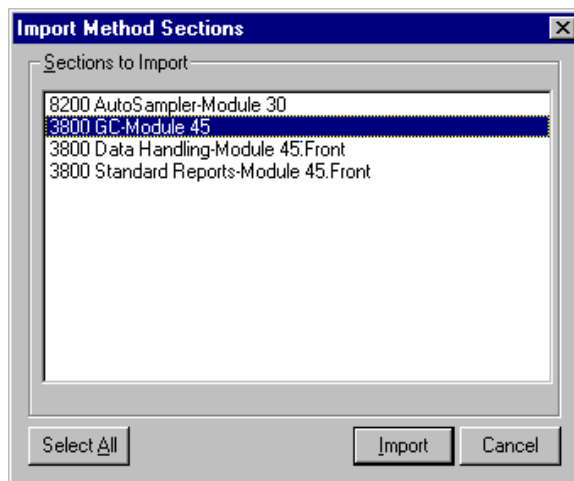 Import Method Sections
Sections to Import
8200 AutoSampler-Module 30
3800 GC-Module 45
3800 Data Handling-Module 45.Front
3800 Standard Reports-Module 45.Front
Select All
Import
Cancel